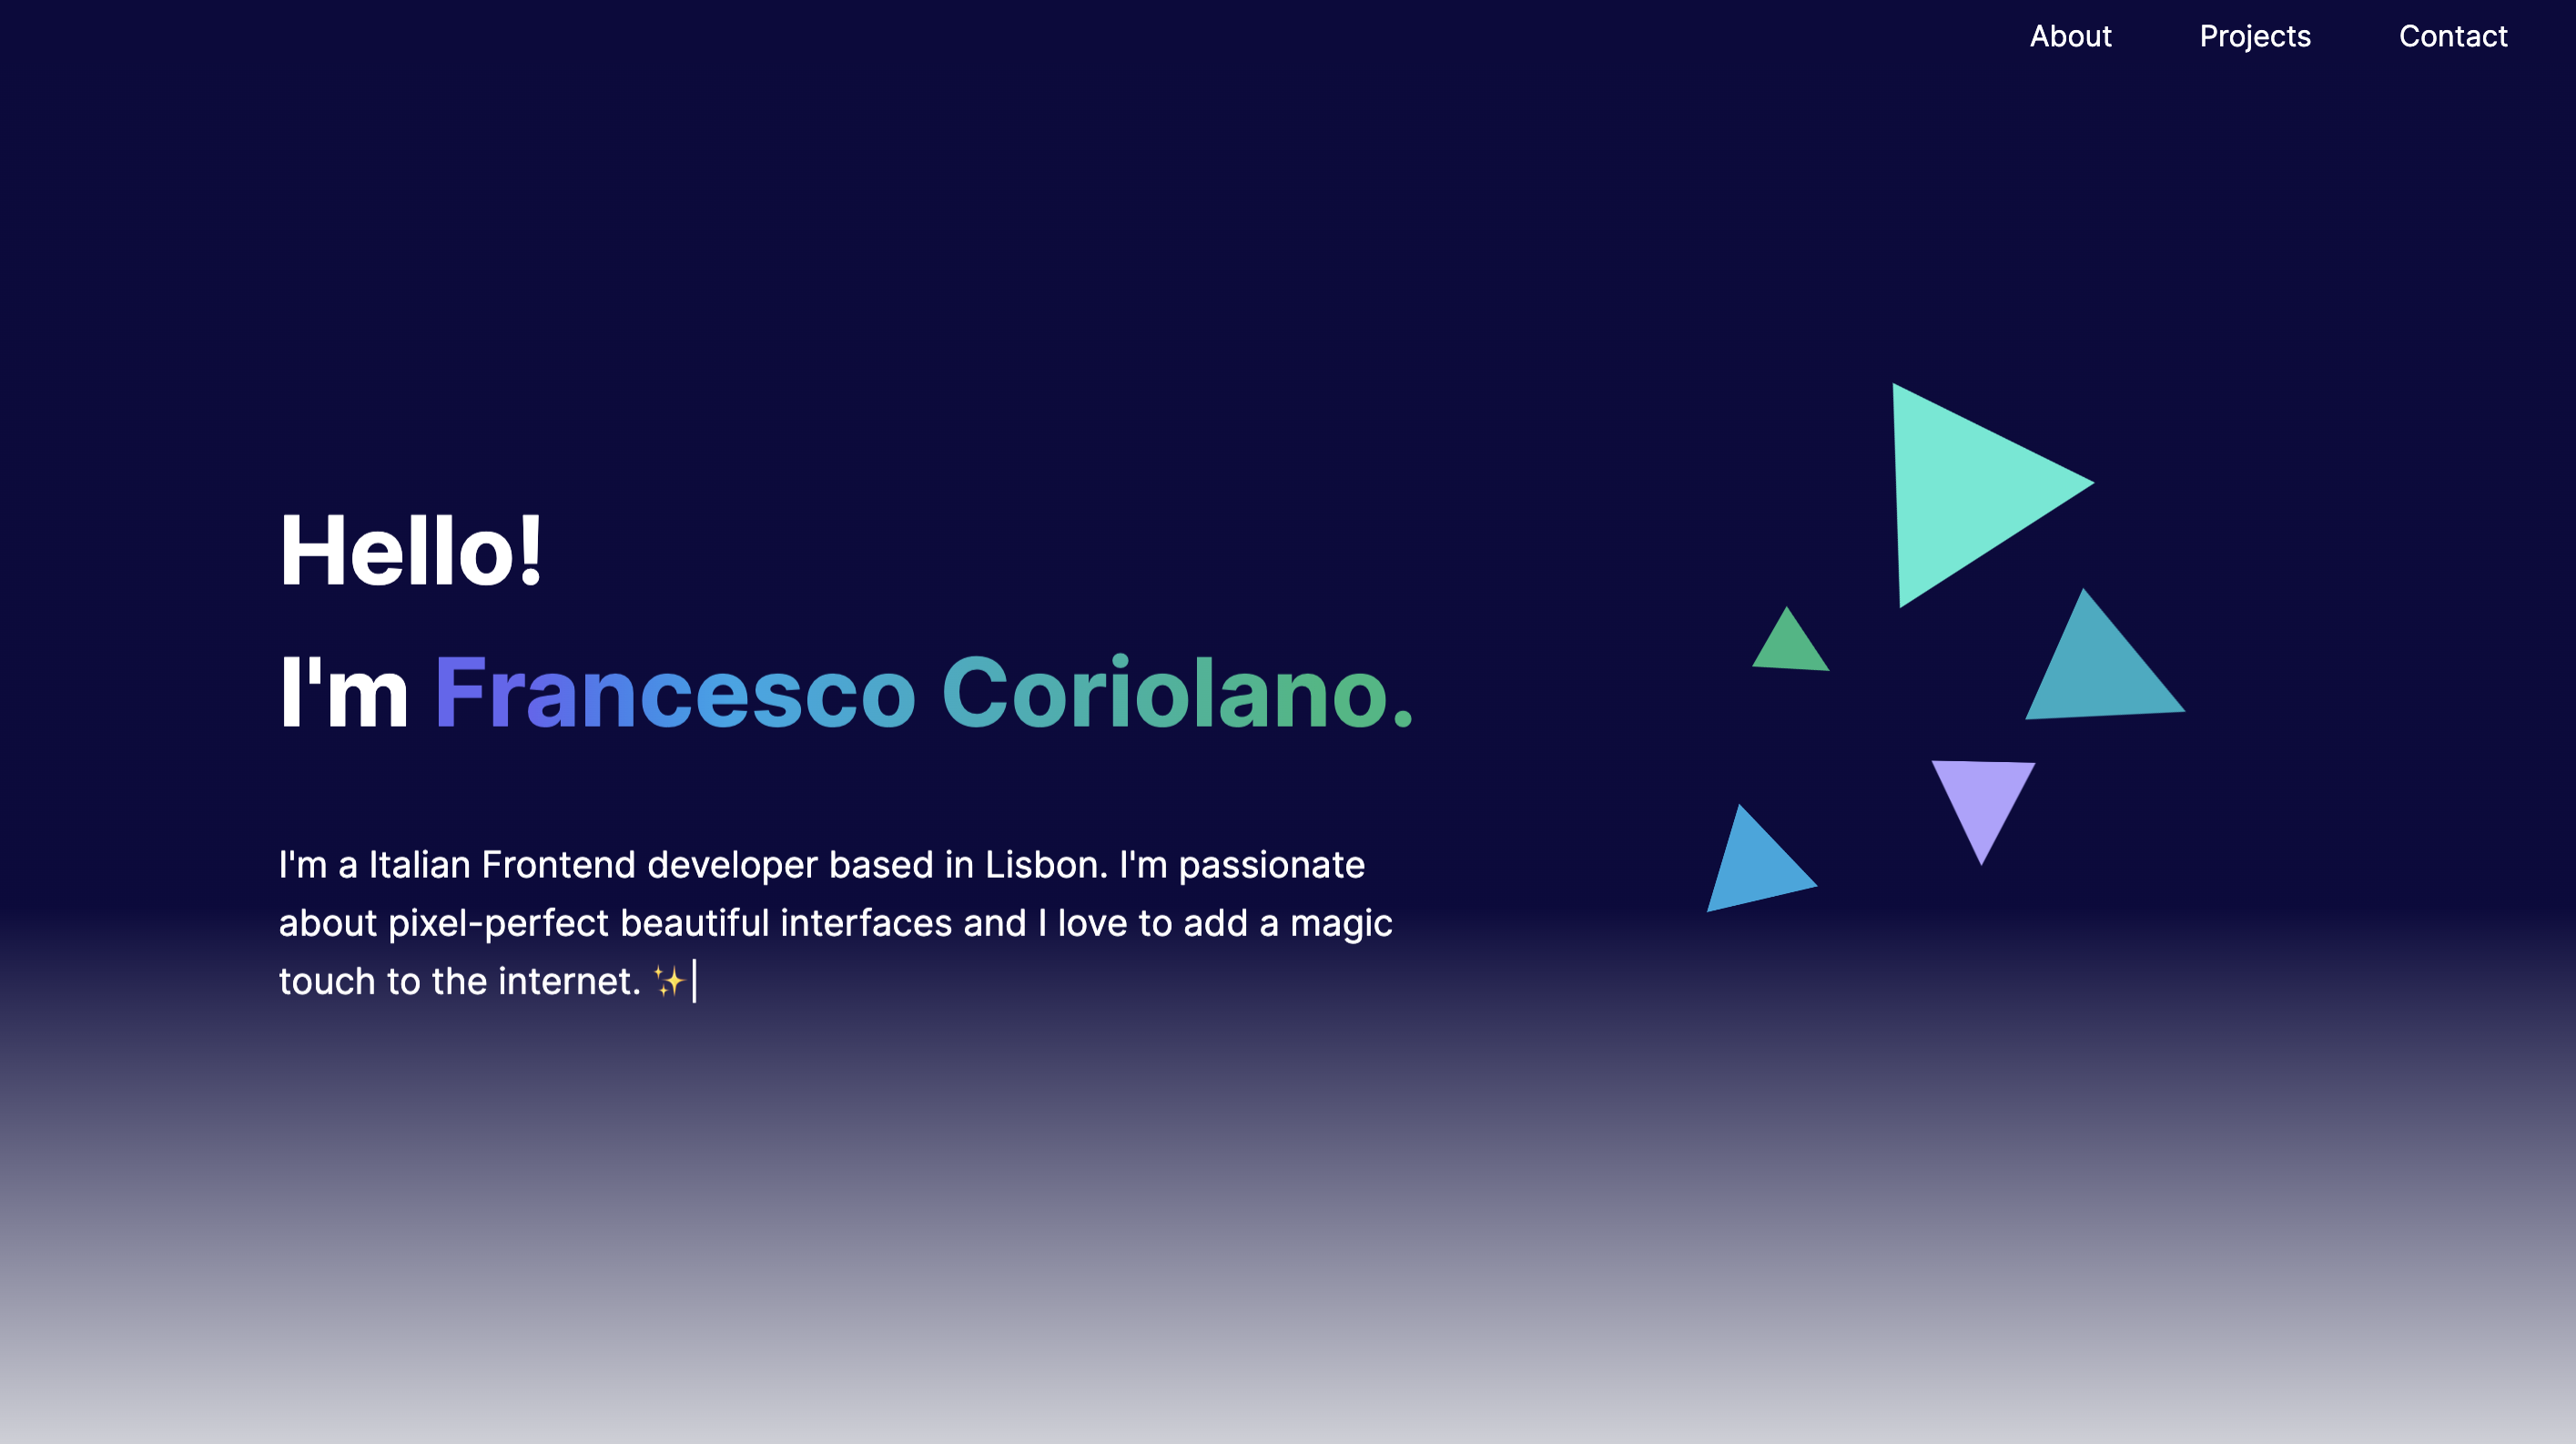 About Projects Contact
Hello!
I'm Francesco Coriolano.
I'm a Italian Frontend developer based in Lisbon. I'm passionate
about pixel-perfect beautiful interfaces and I love to add a magic
touch to the internet. ✨|